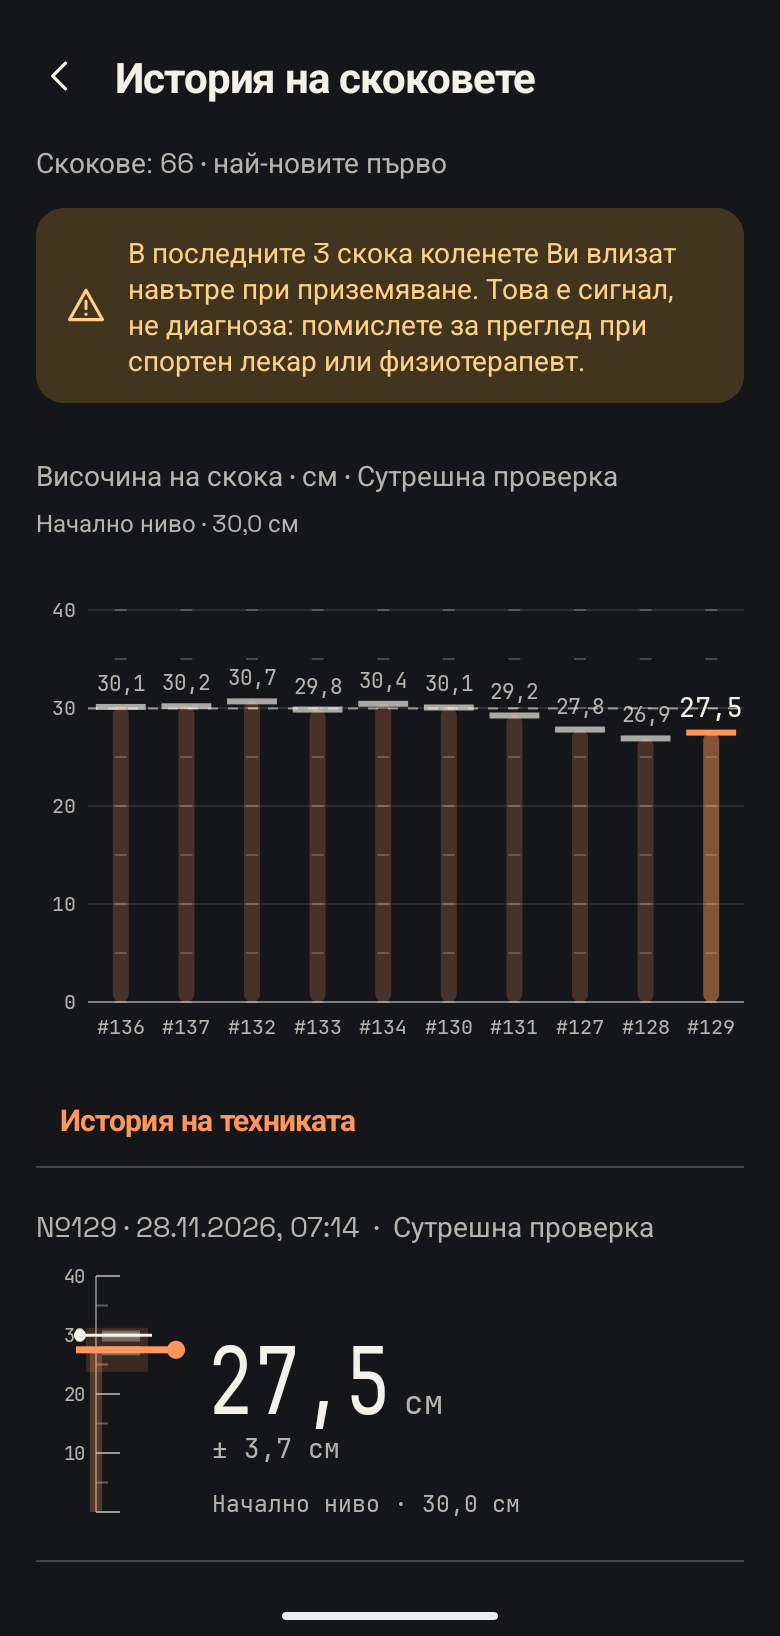 История на скоковете
Скокове: 66 · най-новите първо
В последните 3 скока коленете Ви влизат
навътре при приземяване. Това е сигнал,
не диагноза: помислете за преглед при
спортен лекар или физиотерапевт.
Височина на скока · см · Сутрешна проверка
Начално ниво · 30,0 см
40
30,1 30,2 30,7 29,8 30,4 30,1 29,2 27,8 26,9 27,5
30
20
10
0
#136 #137 #132 #133 #134 #130 #131 #127 #128 #129
История на техниката
№129 · 28.11.2026, 07:14 · Сутрешна проверка
40
20
10
27,5 см
± 3,7 см
Начално ниво · 30,0 см